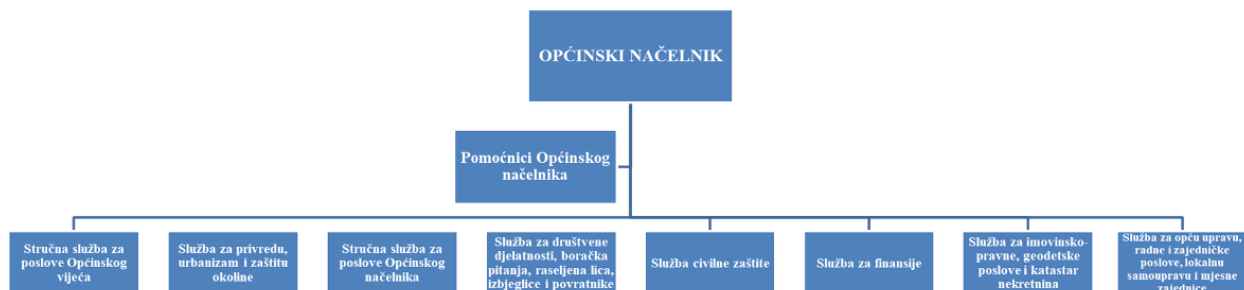 OPĆINSKI NAČELNIK
Pomoćnici Općinskog
načelnika
Stručna služba za
poslove Općinskog
vijeća
Služba za privredu,
urbanizam i zaštitu
okoline
Stručna služba za
poslove Općinskog
načelnika
Služba za društvene
djelatnosti, boračka
pitanja, raseljena lica,
izbjeglice i povratnike
Služba civilne zaštite
Služba za finansije
Služba za imovinsko-
pravne, geodetske
poslove i katastar
nekretnina
Služba za opću upravu,
radne i zajedničke
poslove, lokalnu
samoupravu i mjesne
zajednice